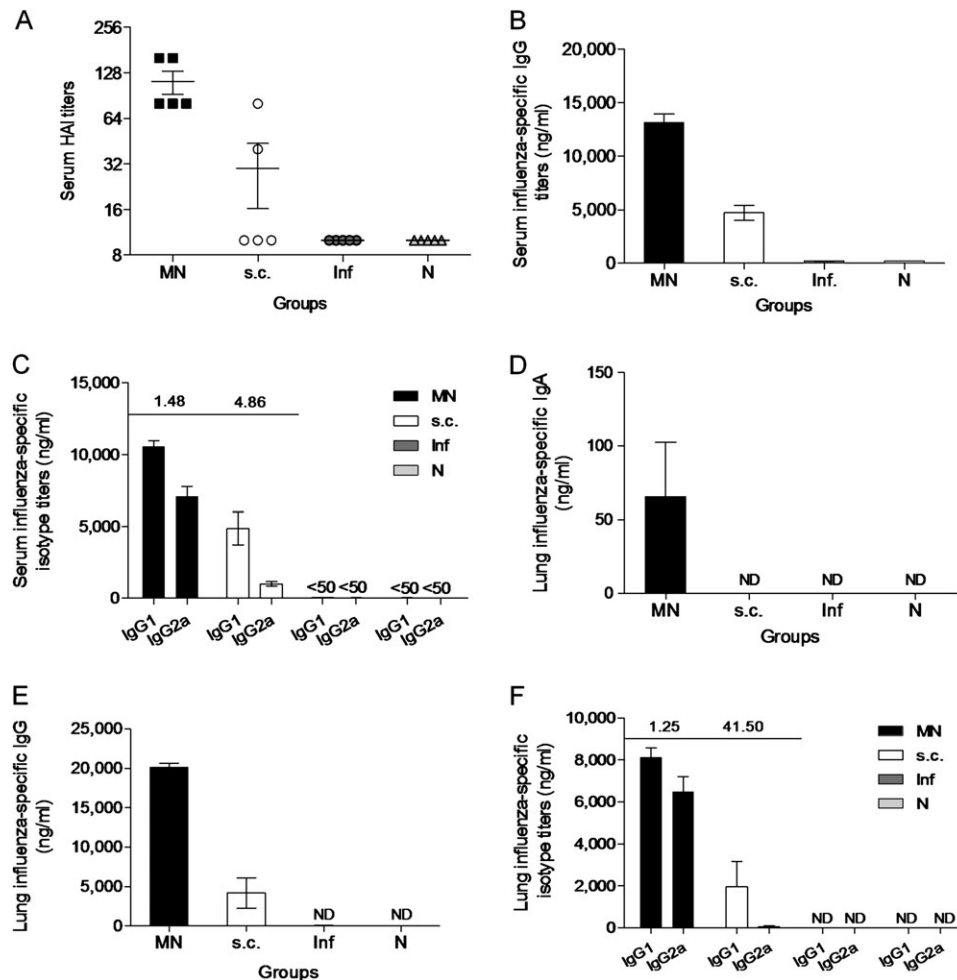 A
Serum HAI titers
256
128
64
32
16
8
MN s.c. Inf N
Groups
B
Serum influenza-specific IgG
titers (ng/ml)
20,000
15,000
10,000
5,000
0
MN s.c. Inf. N
Groups
C
Serum influenza-specific
isotype titers (ng/ml)
15,000
10,000
5,000
0
1.48 4.86
<50 <50 <50 <50
IgG1 IgG2a IgG1 IgG2a IgG1 IgG2a IgG1 IgG2a
MN
s.c.
Inf
N
D
Lung influenza-specific IgA
(ng/ml)
150
100
50
0
ND ND ND
MN s.c. Inf N
Groups
E
Lung influenza-specific IgG
(ng/ml)
25,000
20,000
15,000
10,000
5,000
0
ND ND
MN s.c. Inf N
Groups
F
Lung influenza-specific
isotype titers (ng/ml)
10,000
8,000
6,000
4,000
2,000
0
1.25 41.50
ND ND ND ND
IgG1 IgG2a IgG1 IgG2a IgG1 IgG2a IgG1 IgG2a
MN
s.c.
Inf
N